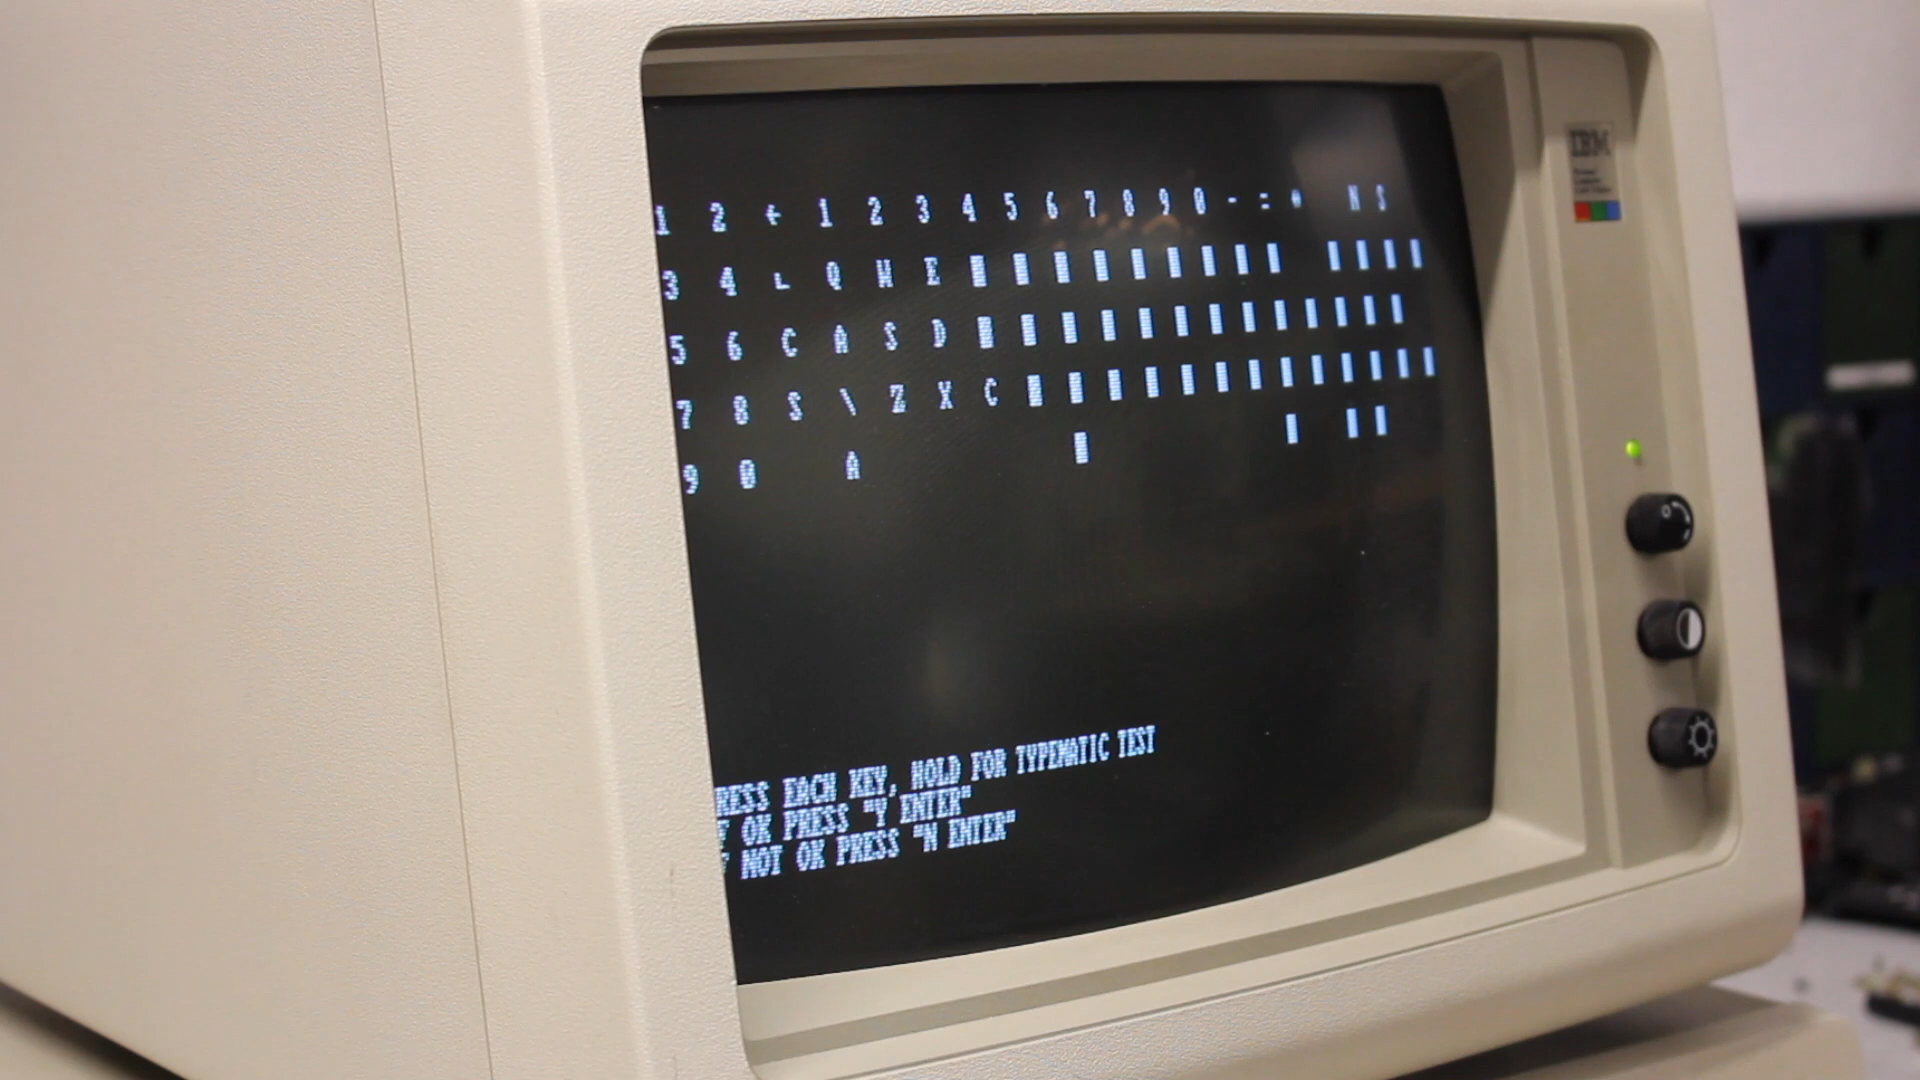 1 2 ← 1 2 3 4 5 6 7 8 9 0 - = N S
3 4 Q W E
5 6 C A S D
7 8 S \ Z X C
9 0 A
RESS EACH KEY, HOLD FOR TYPEMATIC TEST
F OK PRESS "Y ENTER"
F NOT OK PRESS "N ENTER"
IBM